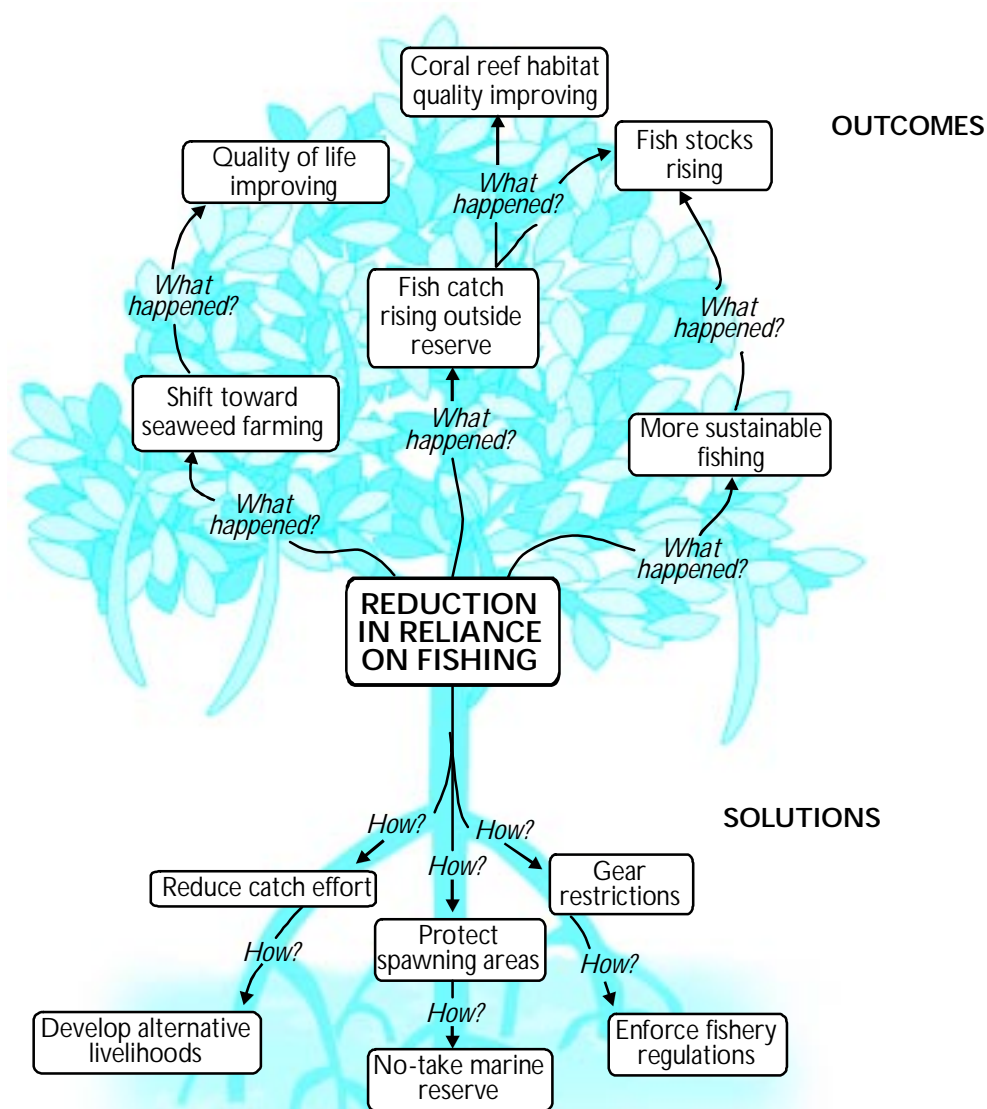 Coral reef habitat
quality improving
OUTCOMES
Fish stocks
rising
Quality of life
improving
What
happened?
What
happened?
Fish catch
rising outside
reserve
What
happened?
What
happened?
Shift toward
seaweed farming
What
happened?
More sustainable
fishing
What
happened?
What
happened?
REDUCTION
IN RELIANCE
ON FISHING
SOLUTIONS
How?
How?
How?
Reduce catch effort
Gear
restrictions
Protect
spawning areas
How?
How?
How?
Develop alternative
livelihoods
Enforce fishery
regulations
No-take marine
reserve